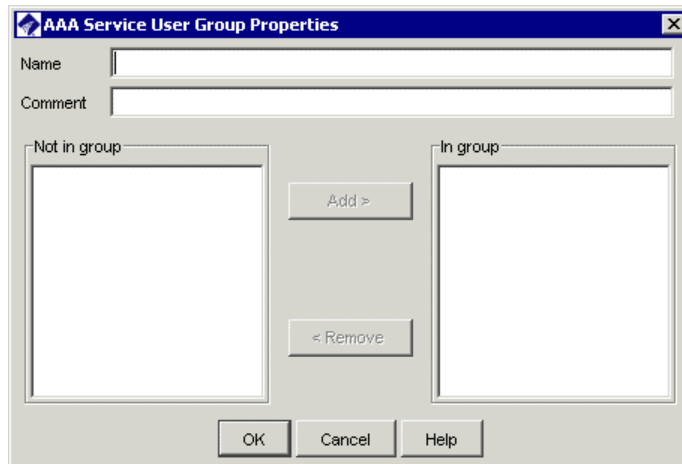 AAA Service User Group Properties
Name
Comment
Not in group
In group
Add >
< Remove
OK
Cancel
Help